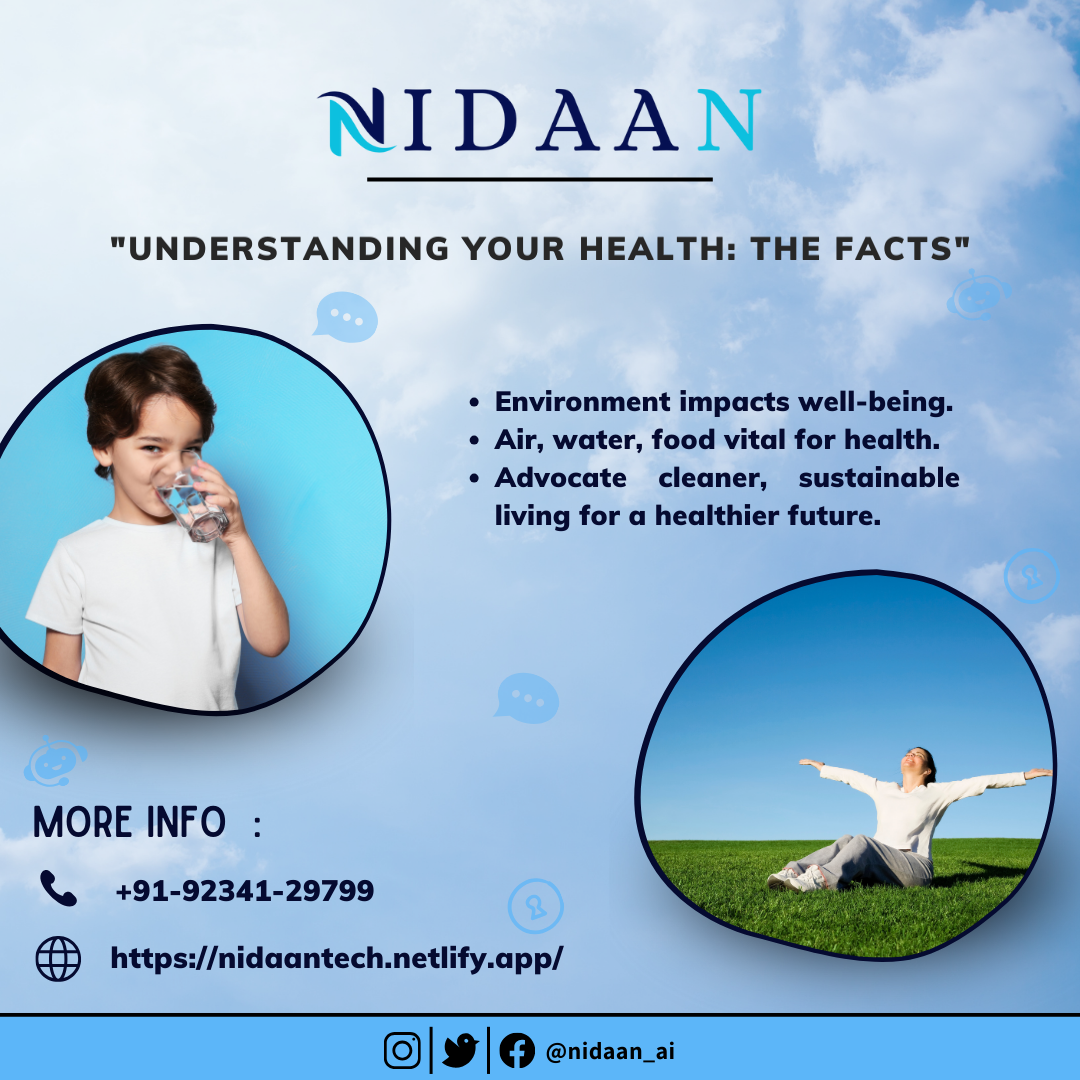 NIDAAN
"UNDERSTANDING YOUR HEALTH: THE FACTS"
• Environment impacts well-being.
• Air, water, food vital for health.
• Advocate cleaner, sustainable
living for a healthier future.
MORE INFO :
+91-92341-29799
https://nidaantech.netlify.app/
@nidaan_ai